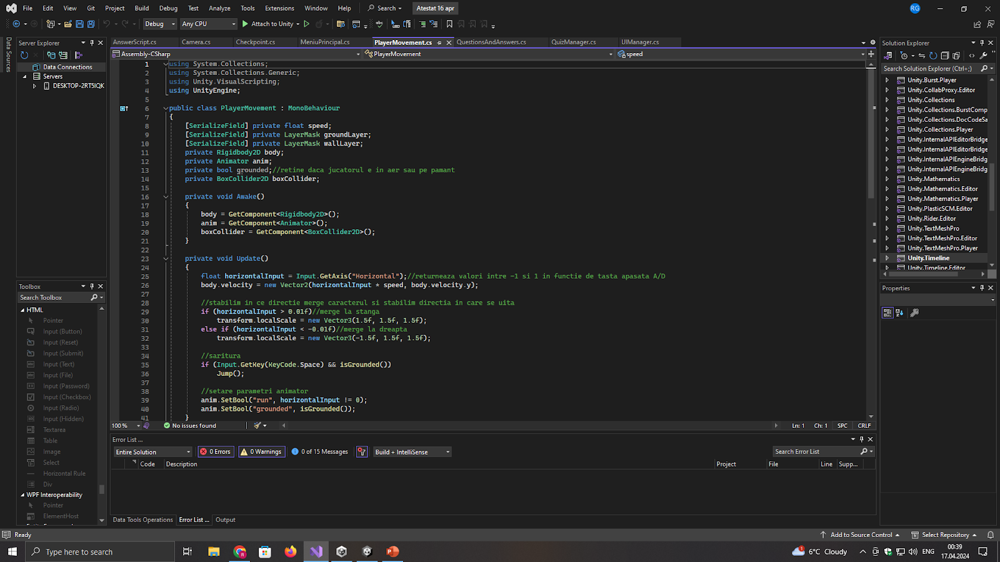 File Edit View Git Project Build Debug Test Analyze Tools Extensions Window Help Search Atestat 16 apr RG
Debug Any CPU Attach to Unity
Data Sources
Server Explorer
Data Connections
Servers
DESKTOP-2RT5IQK
AnswerScript.cs Camera.cs Checkpoint.cs MeniuPrincipal.cs PlayerMovement.cs QuestionsAndAnswers.cs QuizManager.cs UIManager.cs
Assembly-CSharp PlayerMovement speed
1 using System.Collections;
2 using System.Collections.Generic;
3 using Unity.VisualScripting;
4 using UnityEngine;
5
6 public class PlayerMovement : MonoBehaviour
7 {
8 [SerializeField] private float speed;
9 [SerializeField] private LayerMask groundLayer;
10 [SerializeField] private LayerMask wallLayer;
11 private Rigidbody2D body;
12 private Animator anim;
13 private bool grounded;//retine daca jucatorul e in aer sau pe pamant
14 private BoxCollider2D boxCollider;
15
16 private void Awake()
17 {
18 body = GetComponent<Rigidbody2D>();
19 anim = GetComponent<Animator>();
20 boxCollider = GetComponent<BoxCollider2D>();
21 }
22
23 private void Update()
24 {
25 float horizontalInput = Input.GetAxis("Horizontal");//returneaza valori intre -1 si 1 in functie de tasta apasata A/D
26 body.velocity = new Vector2(horizontalInput * speed, body.velocity.y);
27
28 //stabilim in ce directie merge caracterul si stabilim directia in care se uita
29 if (horizontalInput > 0.01f)//merge la stanga
30 transform.localScale = new Vector3(1.5f, 1.5f, 1.5f);
31 else if (horizontalInput < -0.01f)//merge la dreapta
32 transform.localScale = new Vector3(-1.5f, 1.5f, 1.5f);
33
34 //saritura
35 if (Input.GetKey(KeyCode.Space) && isGrounded())
36 Jump();
37
38 //setare parametri animator
39 anim.SetBool("run", horizontalInput != 0);
40 anim.SetBool("grounded", isGrounded());
41 }
100 % No issues found Ln: 1 Ch: 1 SPC CRLF
Toolbox
Search Toolbox
HTML
Pointer
Input (Button)
Input (Reset)
Input (Submit)
Input (Text)
Input (File)
Input (Password)
Input (Checkbox)
Input (Radio)
Input (Hidden)
Textarea
Table
Image
Select
Horizontal Rule
Div
WPF Interoperability
Pointer
ElementHost
Error List ...
Entire Solution 0 Errors 0 Warnings 0 of 15 Messages Build + IntelliSense Search Error List
Code Description Project File Line Supp...
Data Tools Operations Error List ... Output
Solution Explorer
Search Solution Explorer (Ctrl+;)
Unity.Burst.Player
Unity.CollabProxy.Editor
Unity.Collections
Unity.Collections.BurstComp
Unity.Collections.DocCodeSa
Unity.Collections.Player
Unity.InternalAPIEditorBridge
Unity.InternalAPIEditorBridge
Unity.InternalAPIEngineBridg
Unity.InternalAPIEngineBridg
Unity.Mathematics
Unity.Mathematics.Editor
Unity.Mathematics.Player
Unity.PlasticSCM.Editor
Unity.Rider.Editor
Unity.TextMeshPro
Unity.TextMeshPro.Editor
Unity.TextMeshPro.Player
Unity.Timeline
Unity.Timeline.Editor
Properties
Ready Add to Source Control Select Repository
Type here to search 6°C Cloudy ENG 00:39
17.04.2024